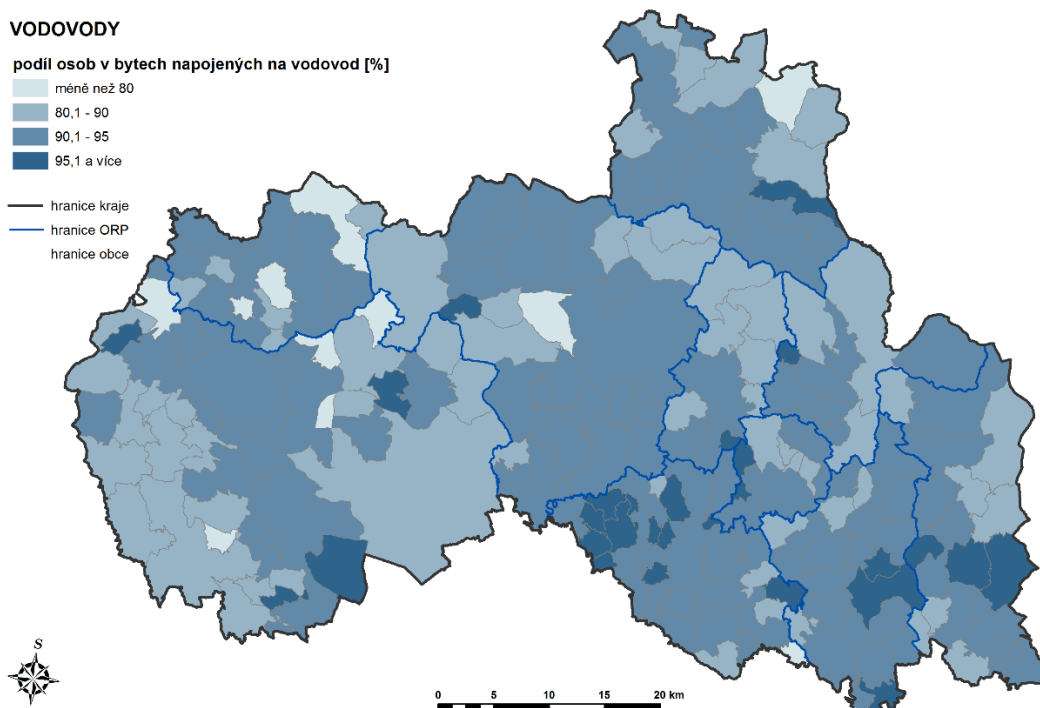 VODOVODY
podíl osob v bytech napojených na vodovod [%]
méně než 80
80,1 - 90
90,1 - 95
95,1 a více
hranice kraje
hranice ORP
hranice obce
S
0 5 10 15 20 km